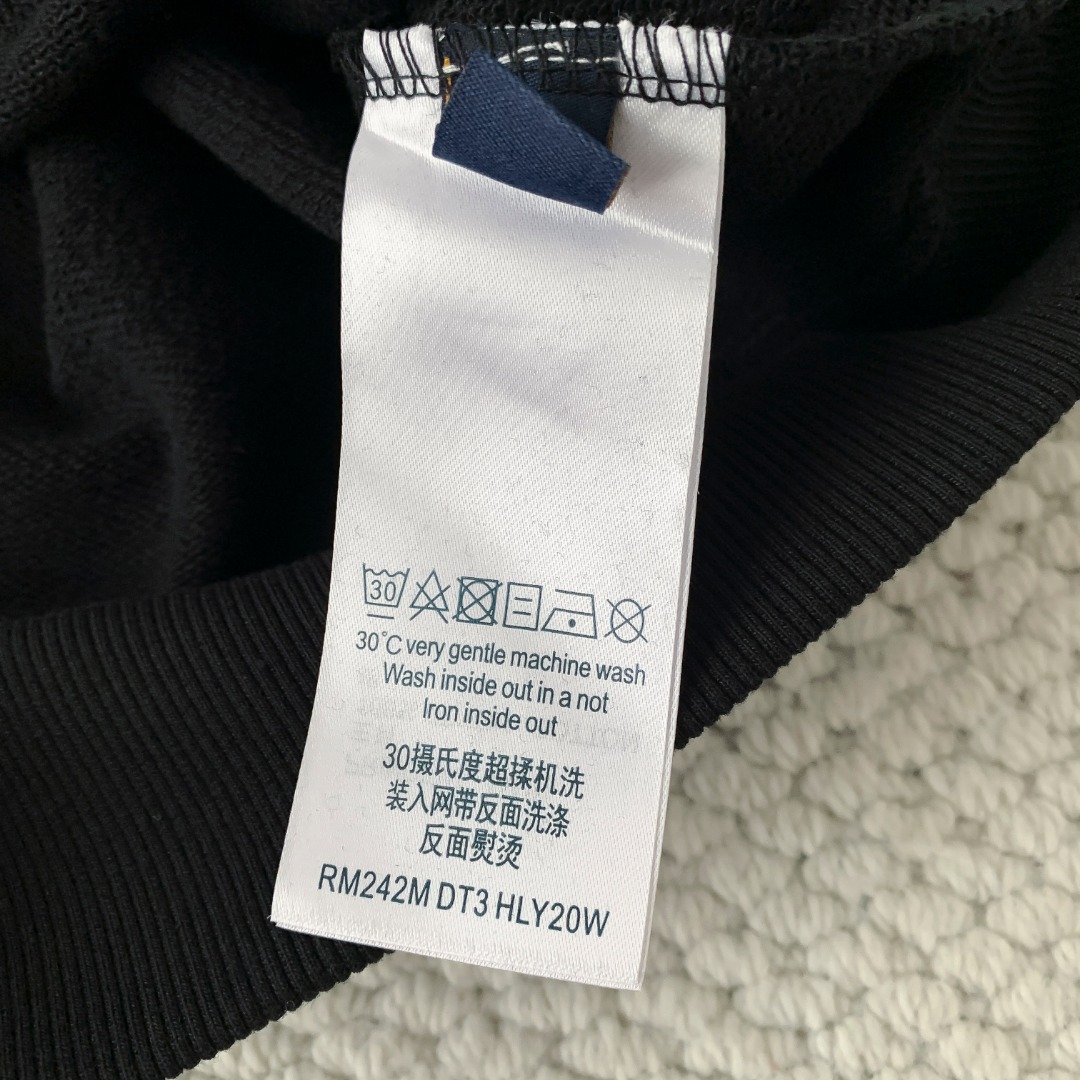 30
30°C very gentle machine wash
Wash inside out in a not
Iron inside out
30摄氏度超揉机洗
装入网带反面洗涤
反面熨烫
RM242M DT3 HLY20W